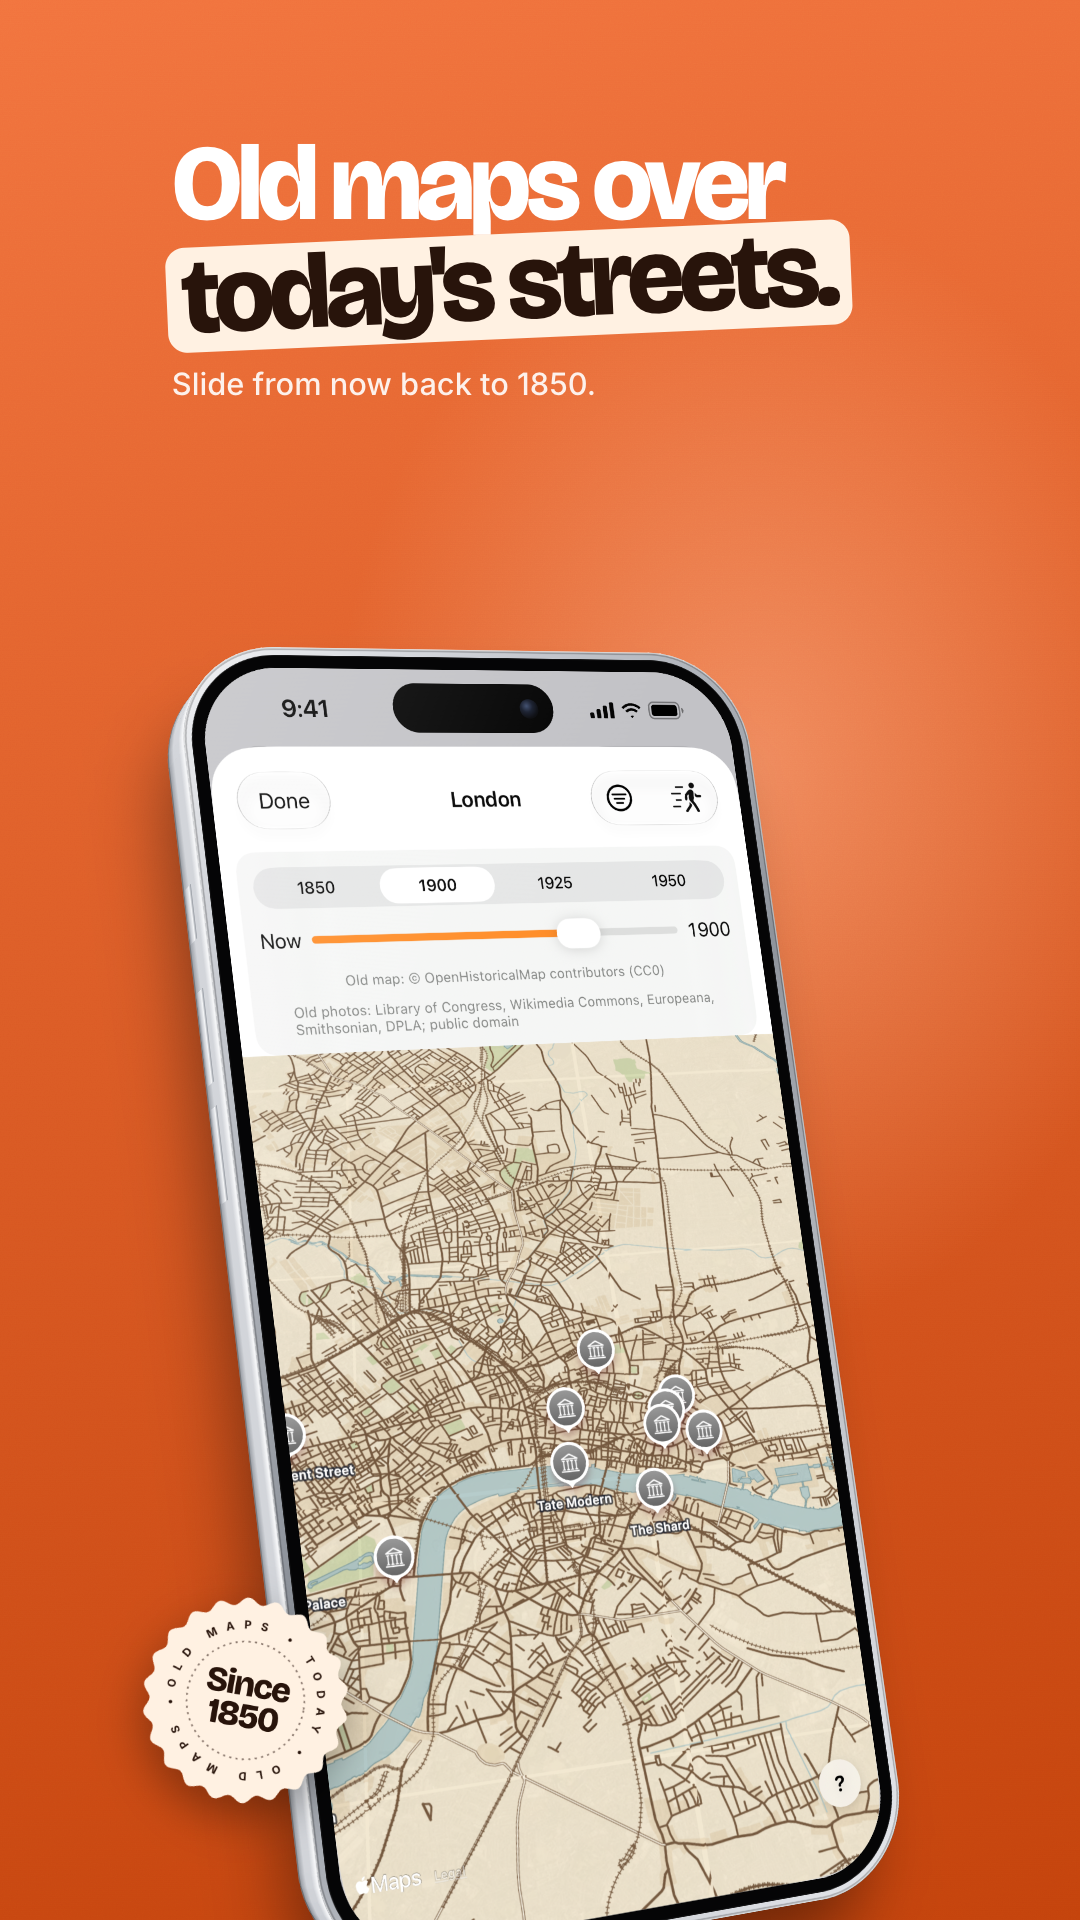 Old maps over
today's streets.
Slide from now back to 1850.
9:41
Done
London
1850
1900
1925
1950
Now
1900
Old map: © OpenHistoricalMap contributors (CC0)
Old photos: Library of Congress, Wikimedia Commons, Europeana,
Smithsonian, DPLA; public domain
ent Street
Tate Modern
The Shard
Palace
OLD MAPS • TODAY • OLD MAPS •
Since
1850
?
Maps
Legal